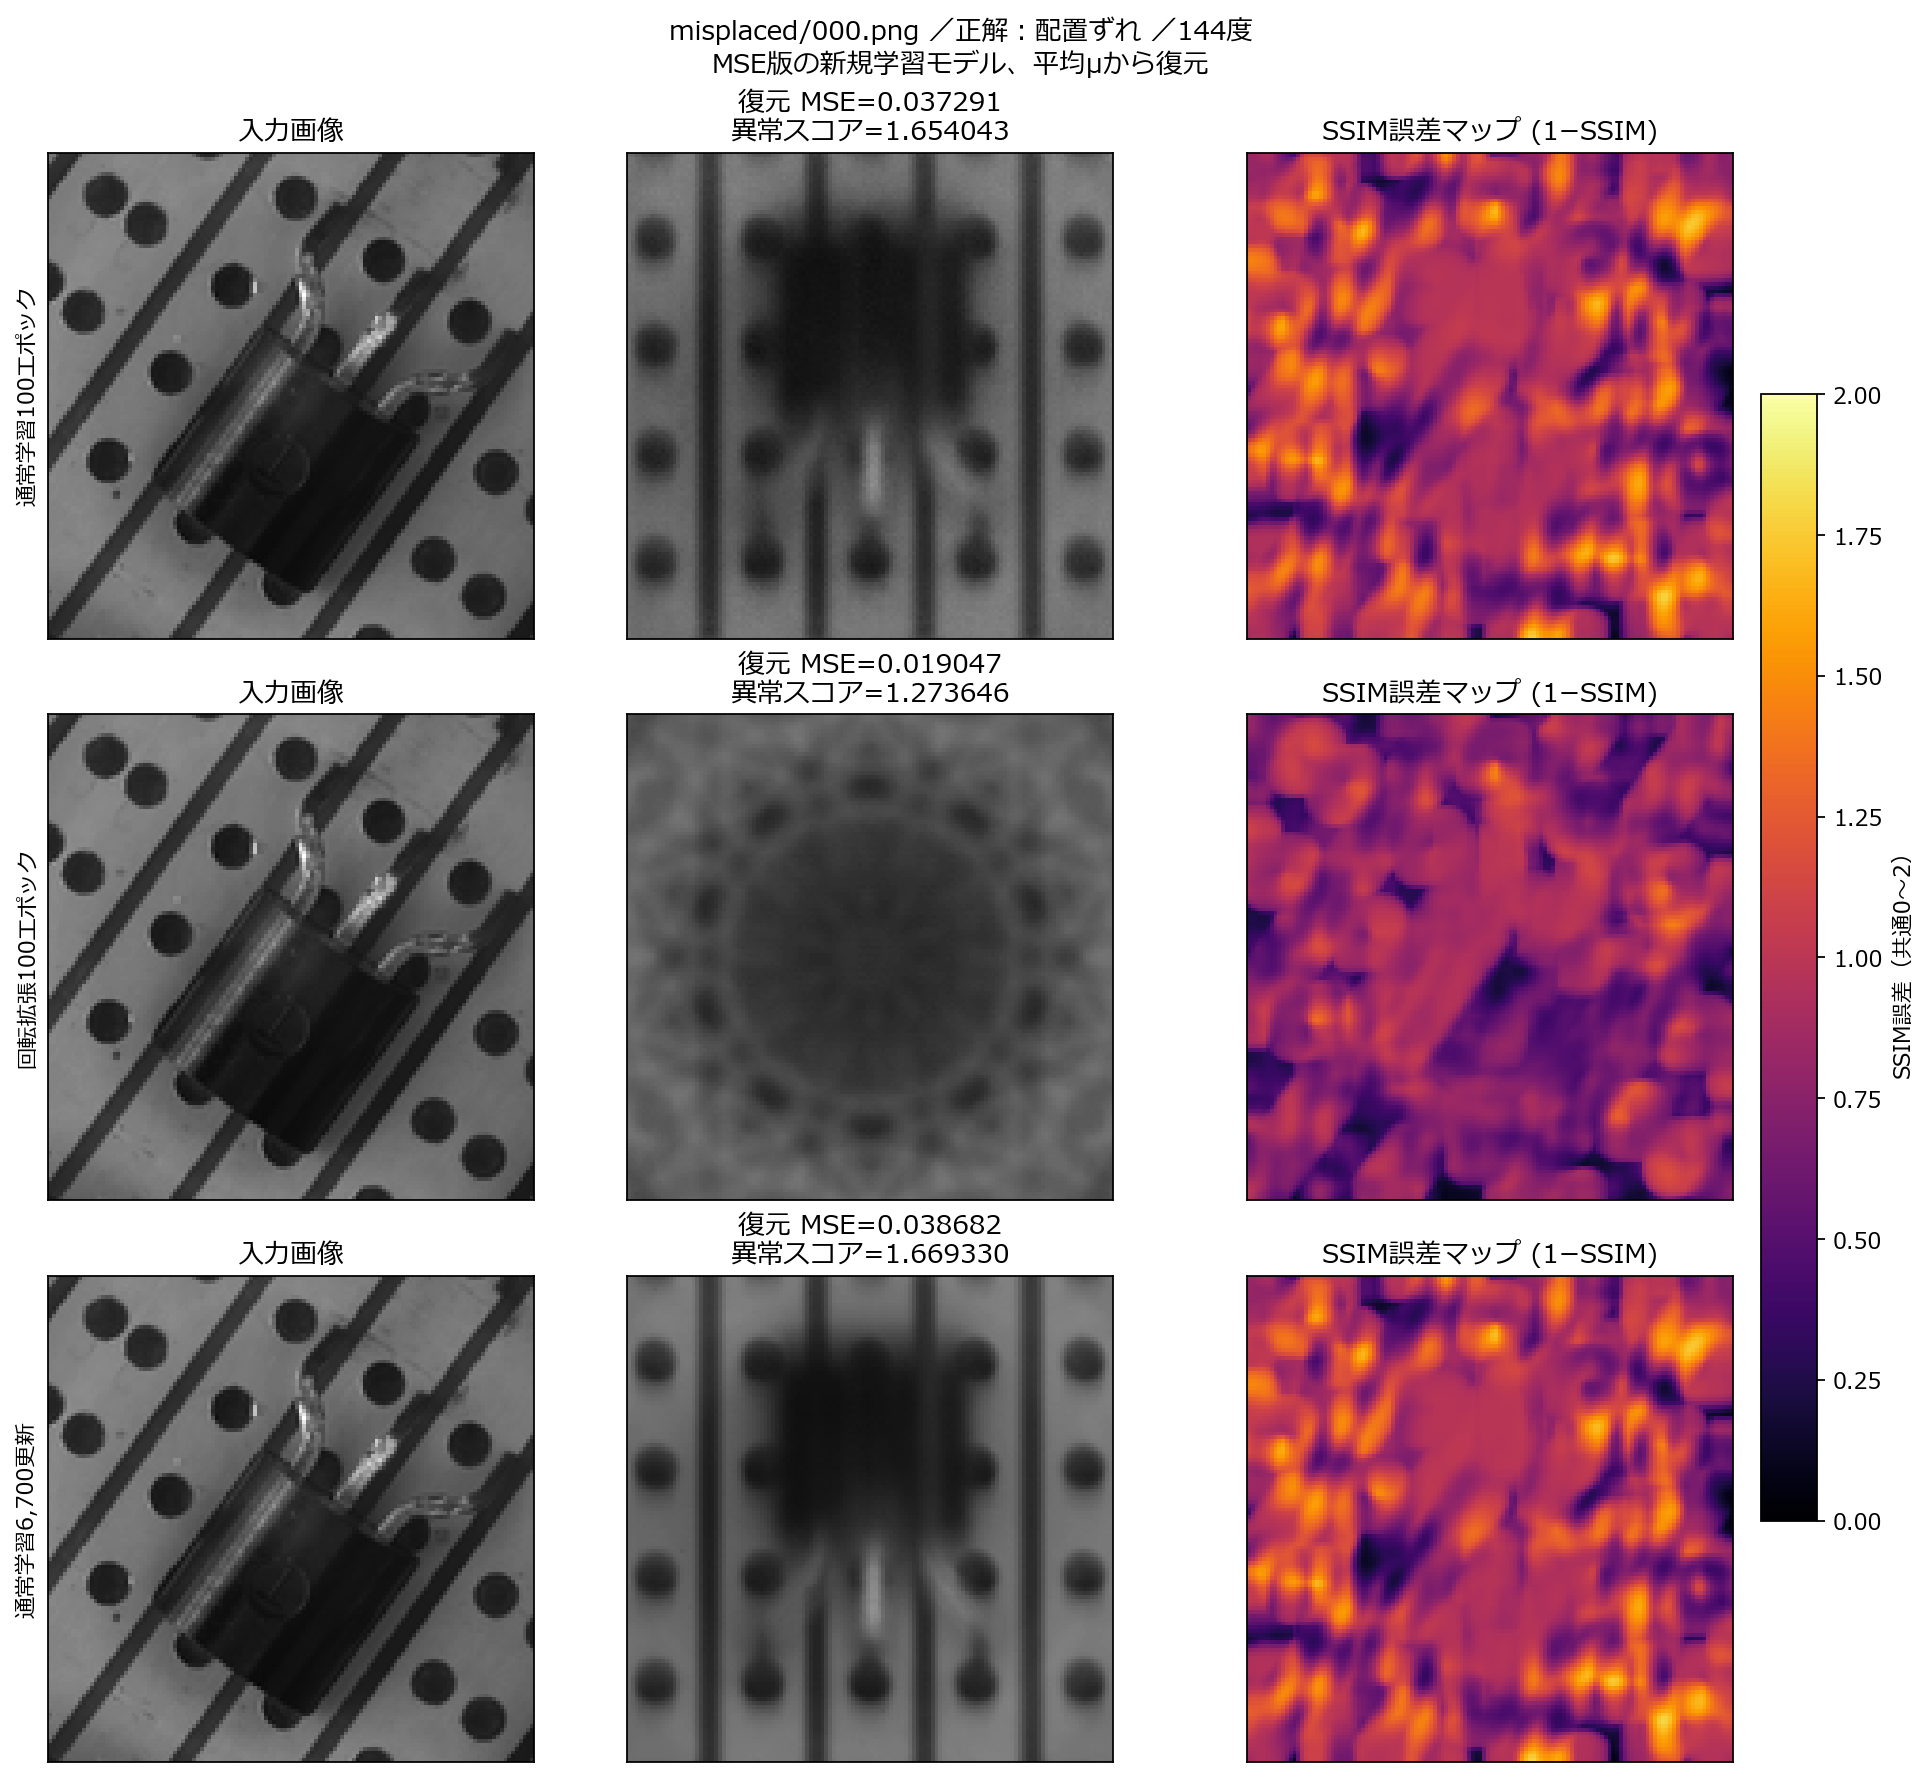 misplaced/000.png ／正解：配置ずれ ／144度
MSE版の新規学習モデル、平均μから復元
入力画像
復元 MSE=0.037291
異常スコア=1.654043
SSIM誤差マップ (1−SSIM)
通常学習100エポック
入力画像
復元 MSE=0.019047
異常スコア=1.273646
SSIM誤差マップ (1−SSIM)
回転拡張100エポック
入力画像
復元 MSE=0.038682
異常スコア=1.669330
SSIM誤差マップ (1−SSIM)
通常学習6,700更新
2.00
1.75
1.50
1.25
1.00
0.75
0.50
0.25
0.00
SSIM誤差（共通0～2）